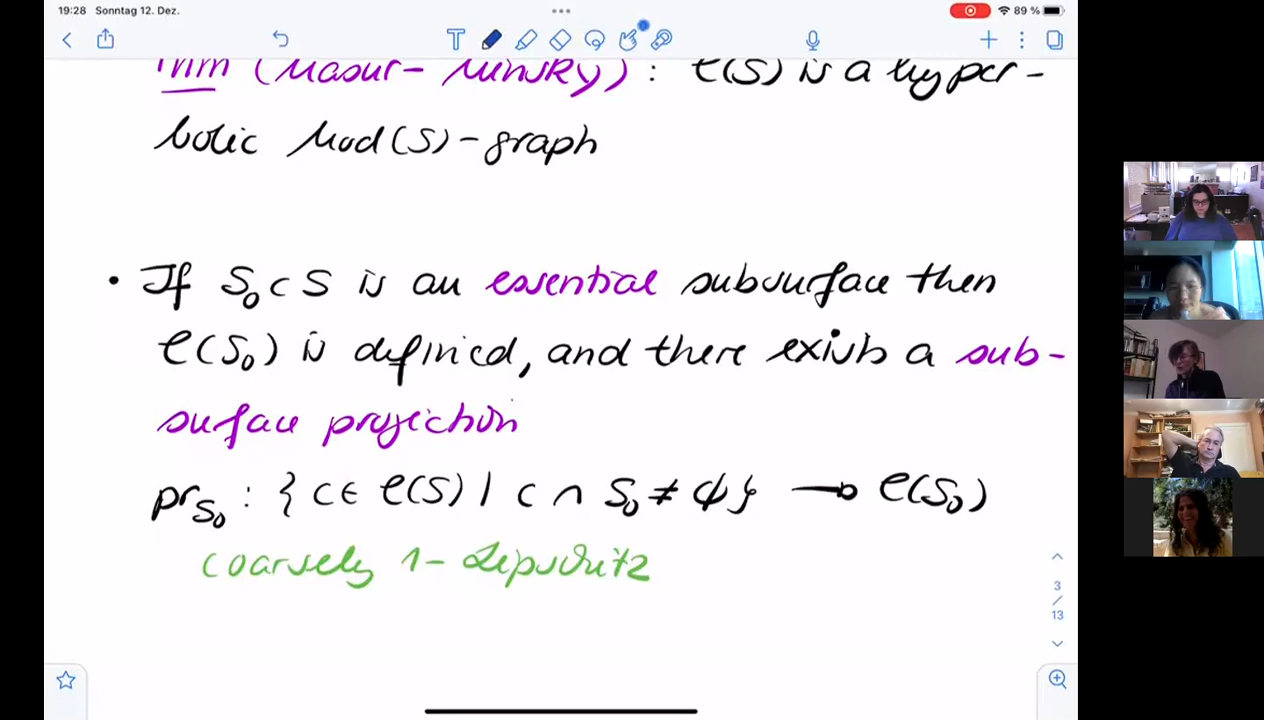 19:28 Sonntag 12. Dez.
89 %
Thm (Masur-Minsky): C(S) is a hyper-
bolic Mod(S)-graph
• If S₀ ⊂ S is an essential subsurface then
C(S₀) is defined, and there exists a sub-
surface projection
pr_S₀ : { c ∈ C(S) | c ∩ S₀ ≠ ∅ } → C(S₀)
coarsely 1-Lipschitz
3
/
13